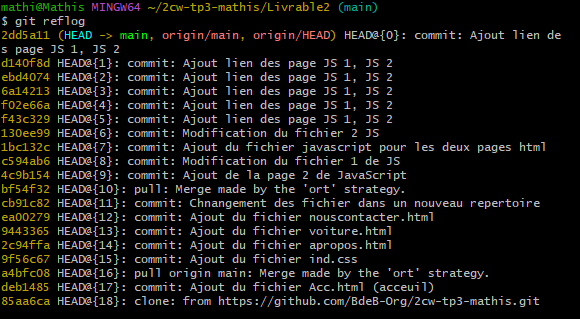 mathi@Mathis MINGW64 ~/2cw-tp3-mathis/Livrable2 (main)
$ git reflog
2dd5a11 (HEAD -> main, origin/main, origin/HEAD) HEAD@{0}: commit: Ajout lien de
s page JS 1, JS 2
d140f8d HEAD@{1}: commit: Ajout lien des page JS 1, JS 2
ebd4074 HEAD@{2}: commit: Ajout lien des page JS 1, JS 2
6a14213 HEAD@{3}: commit: Ajout lien des page JS 1, JS 2
f02e66a HEAD@{4}: commit: Ajout lien des page JS 1, JS 2
f43c329 HEAD@{5}: commit: Ajout lien des page JS 1, JS 2
130ee99 HEAD@{6}: commit: Modification du fichier 2 JS
1bc132c HEAD@{7}: commit: Ajout du fichier javascript pour les deux pages html
c594ab6 HEAD@{8}: commit: Modification du fichier 1 de JS
4c9b154 HEAD@{9}: commit: Ajout de la page 2 de JavaScript
bf54f32 HEAD@{10}: pull: Merge made by the 'ort' strategy.
cb91c82 HEAD@{11}: commit: Chnangement des fichier dans un nouveau repertoire
ea00279 HEAD@{12}: commit: Ajout du fichier nouscontacter.html
9443365 HEAD@{13}: commit: Ajout du fichier voiture.html
2c94ffa HEAD@{14}: commit: Ajout du fichier apropos.html
9f56c67 HEAD@{15}: commit: Ajout du fichier ind.css
a4bfc08 HEAD@{16}: pull origin main: Merge made by the 'ort' strategy.
deb1485 HEAD@{17}: commit: Ajout du fichier Acc.html (acceuil)
85aa6ca HEAD@{18}: clone: from https://github.com/BdeB-Org/2cw-tp3-mathis.git